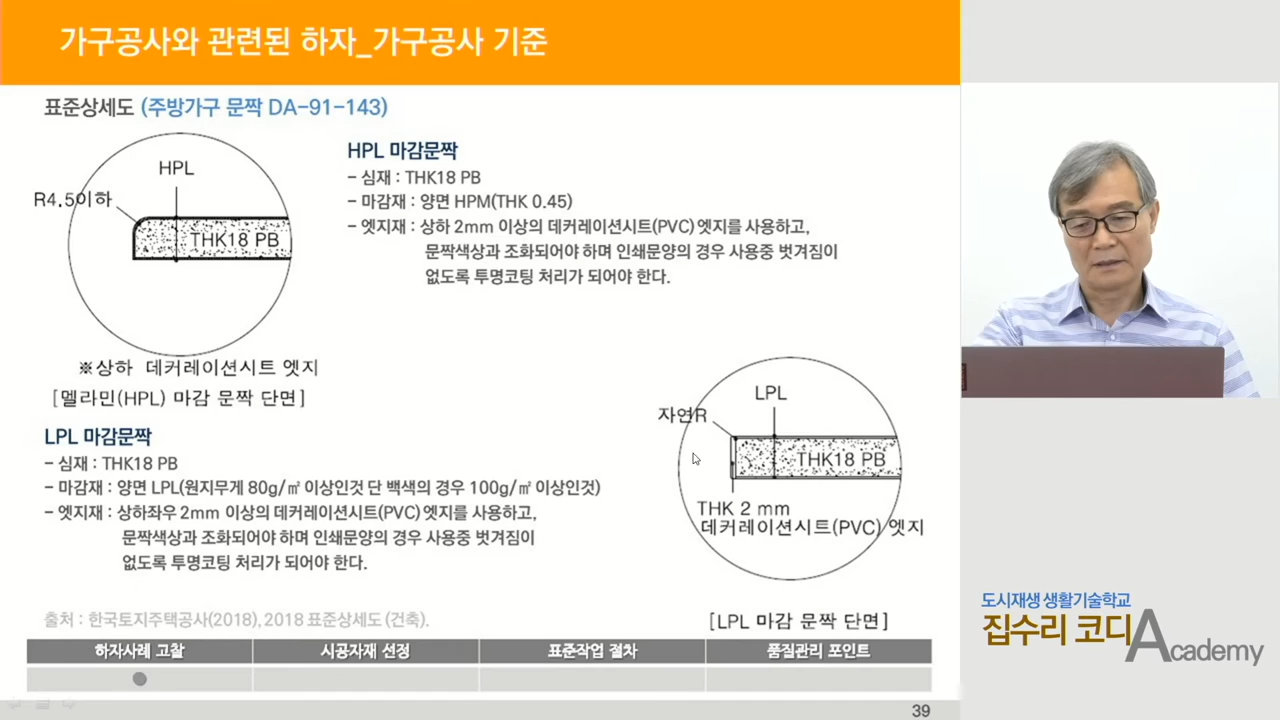 가구공사와 관련된 하자_가구공사 기준
표준상세도 (주방가구 문짝 DA-91-143)
HPL
R4.5이하
THK18 PB
※상하 데커레이션시트 엣지
[멜라민(HPL) 마감 문짝 단면]
HPL 마감문짝
- 심재 : THK18 PB
- 마감재 : 양면 HPM(THK 0.45)
- 엣지재 : 상하 2mm 이상의 데커레이션시트(PVC) 엣지를 사용하고,
문짝색상과 조화되어야 하며 인쇄문양의 경우 사용중 벗겨짐이
없도록 투명코팅 처리가 되어야 한다.
LPL 마감문짝
- 심재 : THK18 PB
- 마감재 : 양면 LPL(원지무게 80g/㎡ 이상인것 단 백색의 경우 100g/㎡ 이상인것)
- 엣지재 : 상하좌우 2mm 이상의 데커레이션시트(PVC) 엣지를 사용하고,
문짝색상과 조화되어야 하며 인쇄문양의 경우 사용중 벗겨짐이
없도록 투명코팅 처리가 되어야 한다.
LPL
자연R
THK18 PB
THK 2 mm
데커레이션시트(PVC) 엣지
[LPL 마감 문짝 단면]
출처 : 한국토지주택공사(2018), 2018 표준상세도 (건축).
하자사례 고찰 시공자재 선정 표준작업 절차 품질관리 포인트
39
도시재생 생활기술학교
집수리 코디 Academy